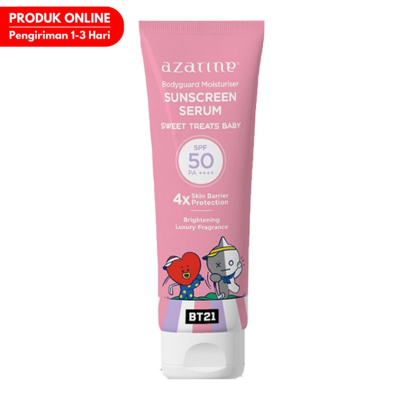 PRODUK ONLINE
Pengiriman 1-3 Hari
azarine
Bodyguard Moisturiser
SUNSCREEN
SERUM
SWEET TREATS BABY
SPF
50
PA ++++
4x Skin Barrier
Protection
Brightening
Luxury Fragrance
BT21